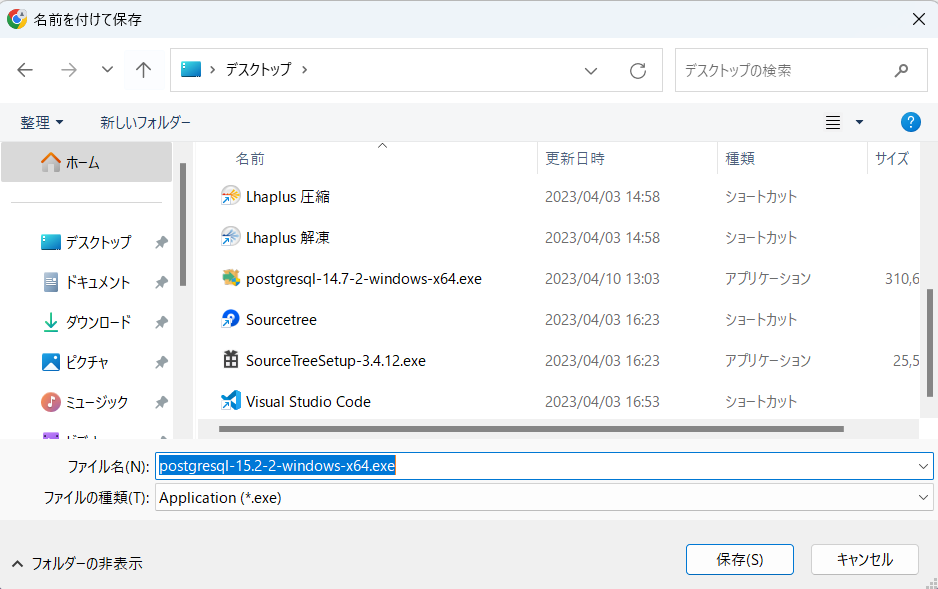 名前を付けて保存
デスクトップ
デスクトップの検索
整理 新しいフォルダー
ホーム
デスクトップ
ドキュメント
ダウンロード
ピクチャ
ミュージック
名前 更新日時 種類 サイズ
Lhaplus 圧縮 2023/04/03 14:58 ショートカット
Lhaplus 解凍 2023/04/03 14:58 ショートカット
postgresql-14.7-2-windows-x64.exe 2023/04/10 13:03 アプリケーション 310,6
Sourcetree 2023/04/03 16:23 ショートカット
SourceTreeSetup-3.4.12.exe 2023/04/03 16:23 アプリケーション 25,5
Visual Studio Code 2023/04/03 16:53 ショートカット
ファイル名(N): postgresql-15.2-2-windows-x64.exe
ファイルの種類(T): Application (*.exe)
フォルダーの非表示 保存(S) キャンセル